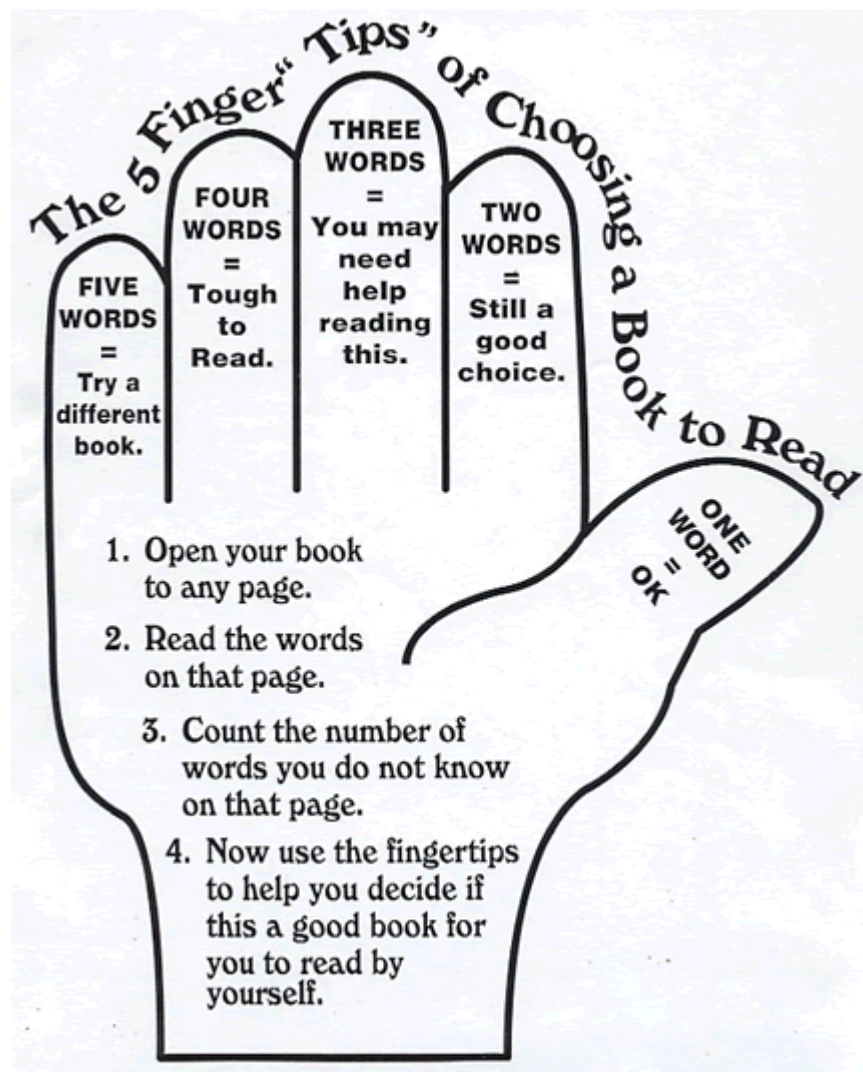 The 5 Finger “Tips” of Choosing a Book to Read
FIVE
WORDS
=
Try a
different
book.
FOUR
WORDS
=
Tough
to
Read.
THREE
WORDS
=
You may
need
help
reading
this.
TWO
WORDS
=
Still a
good
choice.
ONE
WORD
=
OK
1. Open your book
to any page.
2. Read the words
on that page.
3. Count the number of
words you do not know
on that page.
4. Now use the fingertips
to help you decide if
this a good book for
you to read by
yourself.